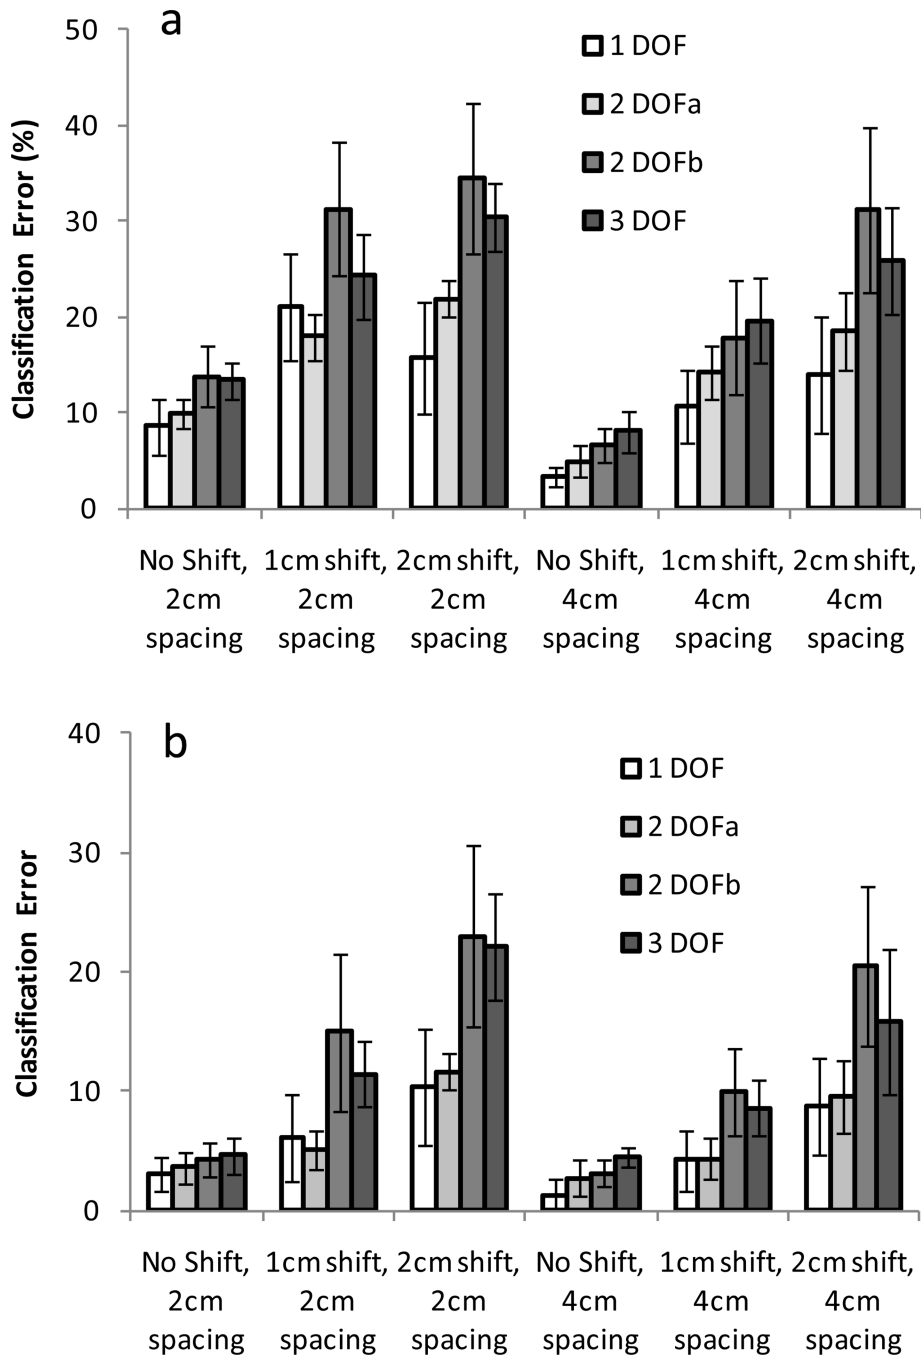 a
50
40
30
20
10
0
Classification Error (%)
1 DOF
2 DOFa
2 DOFb
3 DOF
No Shift, 1cm shift, 2cm shift, No Shift, 1cm shift, 2cm shift,
2cm 2cm 2cm 4cm 4cm 4cm
spacing spacing spacing spacing spacing spacing
b
40
30
20
10
0
Classification Error
1 DOF
2 DOFa
2 DOFb
3 DOF
No Shift, 1cm shift, 2cm shift, No Shift, 1cm shift, 2cm shift,
2cm 2cm 2cm 4cm 4cm 4cm
spacing spacing spacing spacing spacing spacing